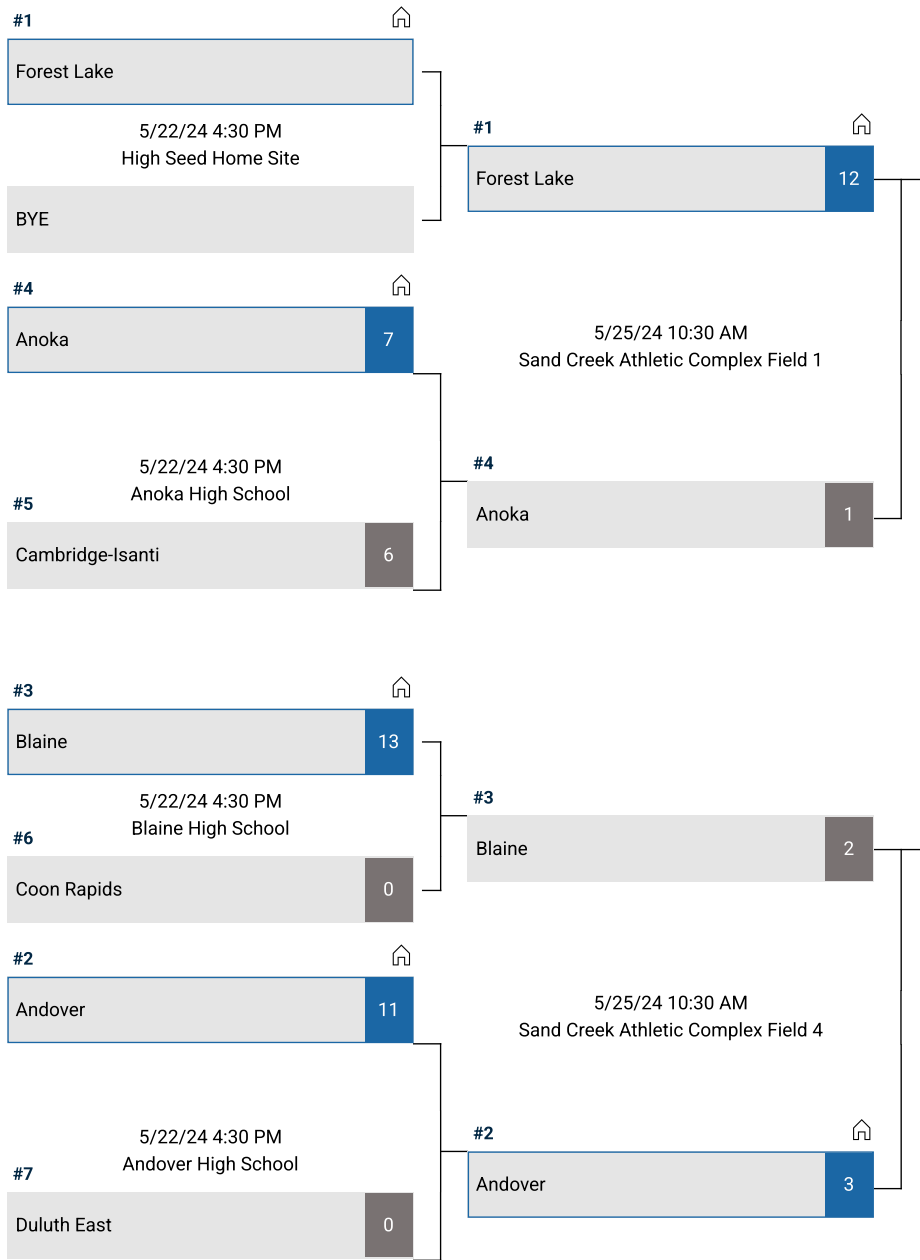 #1
Forest Lake
5/22/24 4:30 PM
High Seed Home Site
BYE
#4
Anoka
7
5/22/24 4:30 PM
Anoka High School
#5
Cambridge-Isanti
6
#1
Forest Lake
12
5/25/24 10:30 AM
Sand Creek Athletic Complex Field 1
#4
Anoka
1
#3
Blaine
13
5/22/24 4:30 PM
Blaine High School
#6
Coon Rapids
0
#2
Andover
11
5/22/24 4:30 PM
Andover High School
#7
Duluth East
0
#3
Blaine
2
5/25/24 10:30 AM
Sand Creek Athletic Complex Field 4
#2
Andover
3